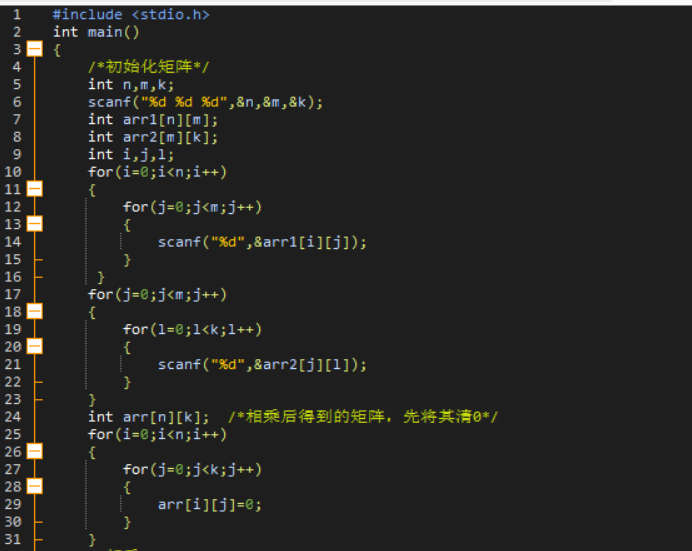 1 #include <stdio.h>
2 int main()
3 {
4 /*初始化矩阵*/
5 int n,m,k;
6 scanf("%d %d %d",&n,&m,&k);
7 int arr1[n][m];
8 int arr2[m][k];
9 int i,j,l;
10 for(i=0;i<n;i++)
11 {
12 for(j=0;j<m;j++)
13 {
14 scanf("%d",&arr1[i][j]);
15 }
16 }
17 for(j=0;j<m;j++)
18 {
19 for(l=0;l<k;l++)
20 {
21 scanf("%d",&arr2[j][l]);
22 }
23 }
24 int arr[n][k]; /*相乘后得到的矩阵，先将其清0*/
25 for(i=0;i<n;i++)
26 {
27 for(j=0;j<k;j++)
28 {
29 arr[i][j]=0;
30 }
31 }